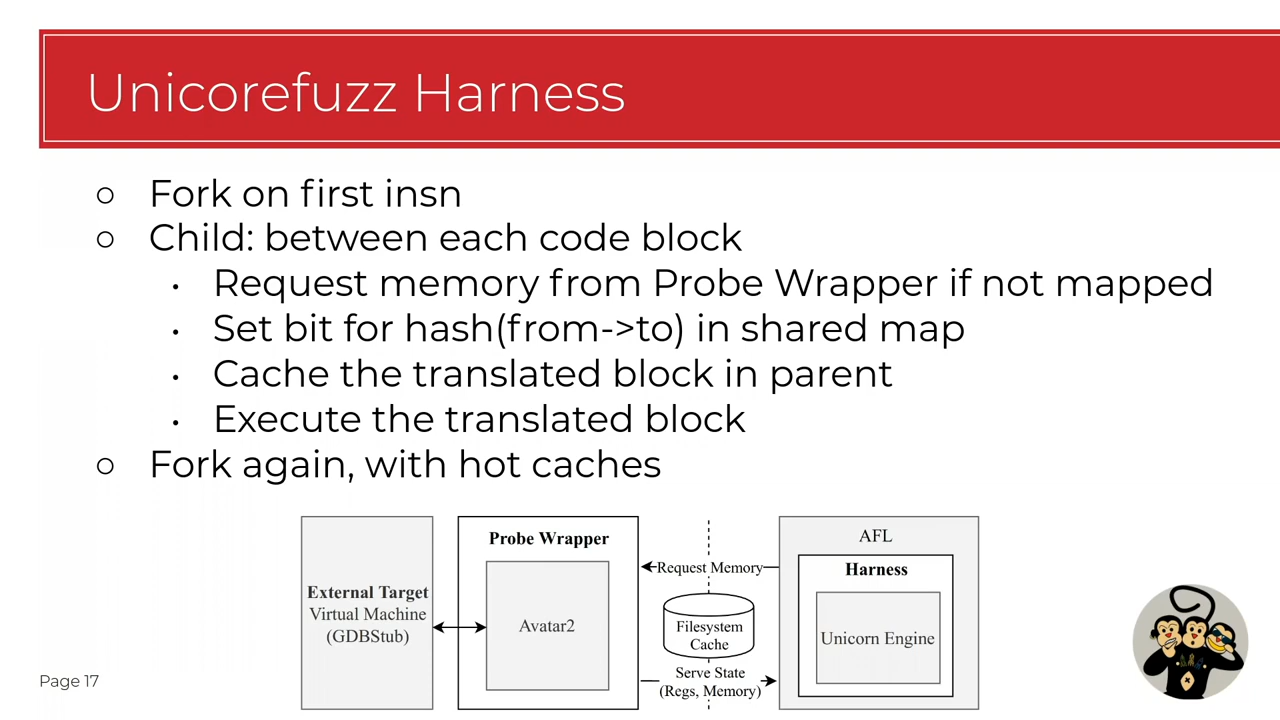 Unicorefuzz Harness
○ Fork on first insn
○ Child: between each code block
• Request memory from Probe Wrapper if not mapped
• Set bit for hash(from->to) in shared map
• Cache the translated block in parent
• Execute the translated block
○ Fork again, with hot caches
External Target
Virtual Machine
(GDBStub)
Probe Wrapper
Avatar2
Request Memory
Filesystem
Cache
Serve State
(Regs, Memory)
AFL
Harness
Unicorn Engine
Page 17